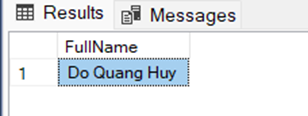 Results Messages
FullName
1 Do Quang Huy